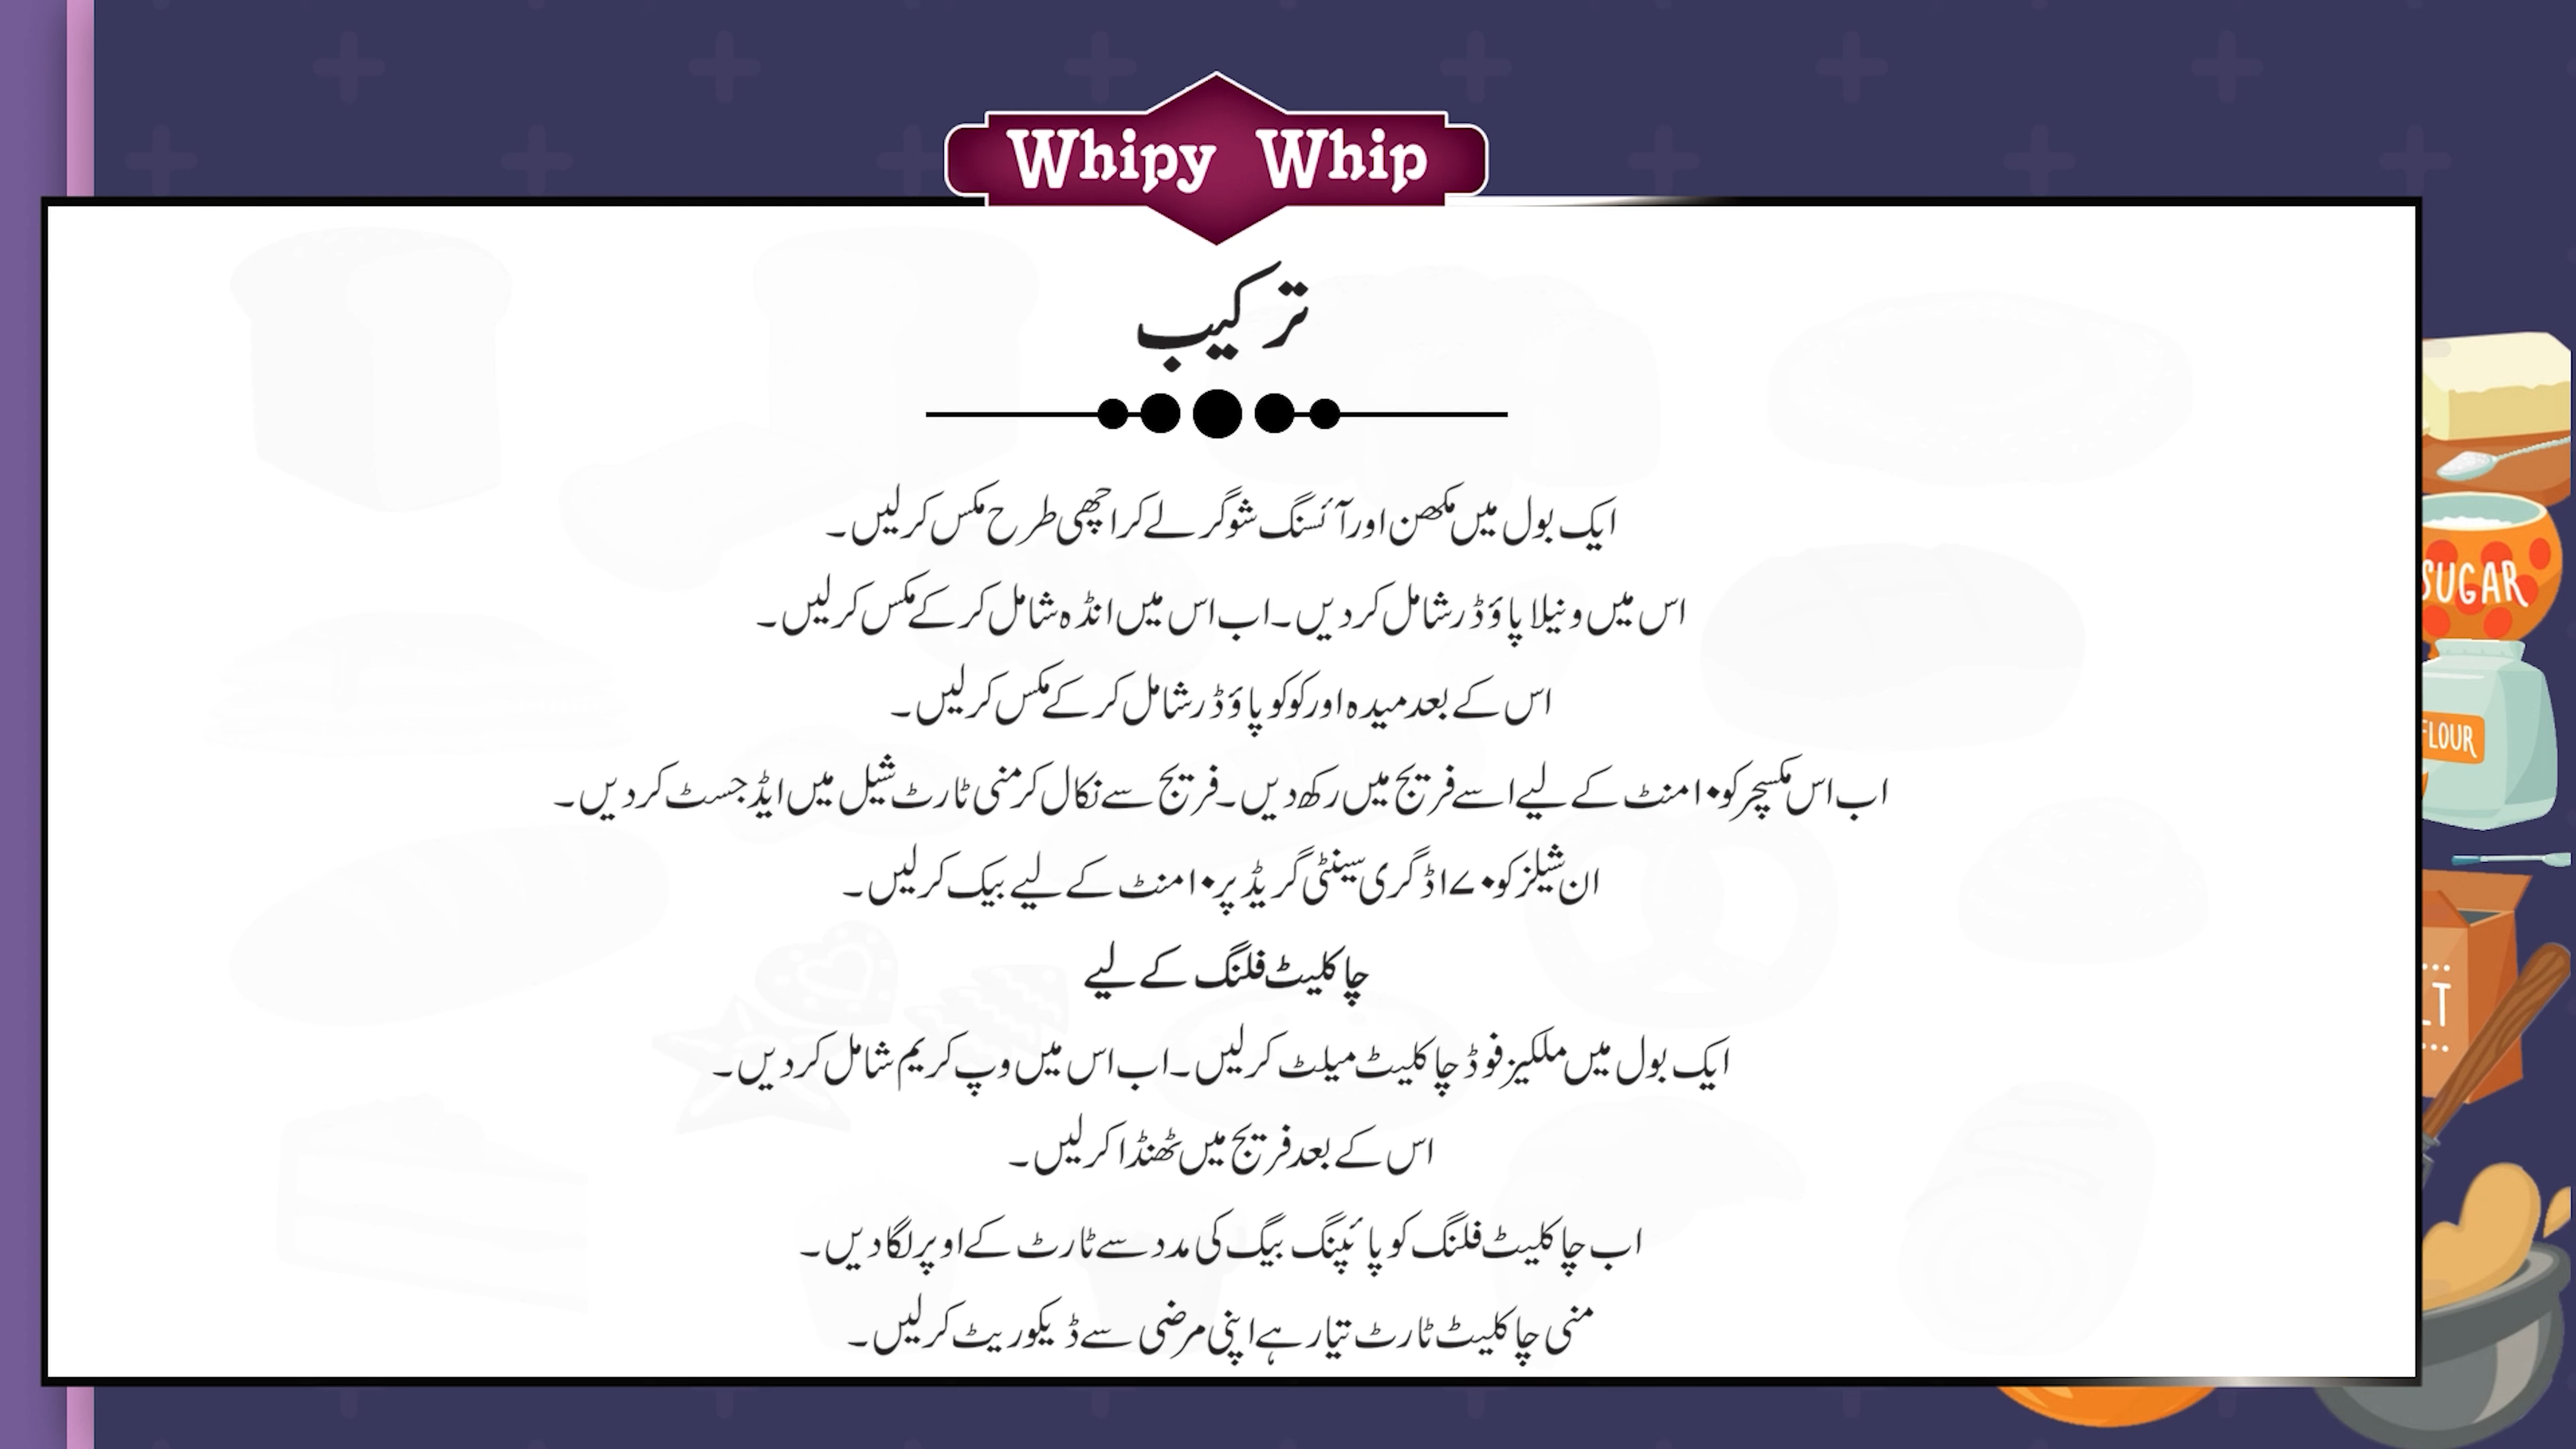 Whipy Whip
ترکیب
ایک بول میں مکھن اور آئسنگ شوگر لے کر اچھی طرح مکس کر لیں۔
اس میں ونیلا پاؤڈر شامل کر دیں۔ اب اس میں انڈہ شامل کر کے مکس کر لیں۔
اس کے بعد میدہ اور کوکو پاؤڈر شامل کر کے مکس کر لیں۔
اب اس مکسچر کو ۱۰ منٹ کے لیے اسے فریج میں رکھ دیں۔ فریج سے نکال کر منی ٹارٹ شیل میں ایڈجسٹ کر دیں۔
ان شیلز کو ۱۷۰ ڈگری سینٹی گریڈ پر ۱۰ منٹ کے لیے بیک کر لیں۔
چاکلیٹ فلنگ کے لیے
ایک بول میں ملکیز فوڈ چاکلیٹ میلٹ کر لیں۔ اب اس میں وپ کریم شامل کر دیں۔
اس کے بعد فریج میں ٹھنڈا کر لیں۔
اب چاکلیٹ فلنگ کو پائپنگ بیگ کی مدد سے ٹارٹ کے اوپر لگا دیں۔
منی چاکلیٹ ٹارٹ تیار ہے اپنی مرضی سے ڈیکوریٹ کر لیں۔
SUGAR
FLOUR
LT